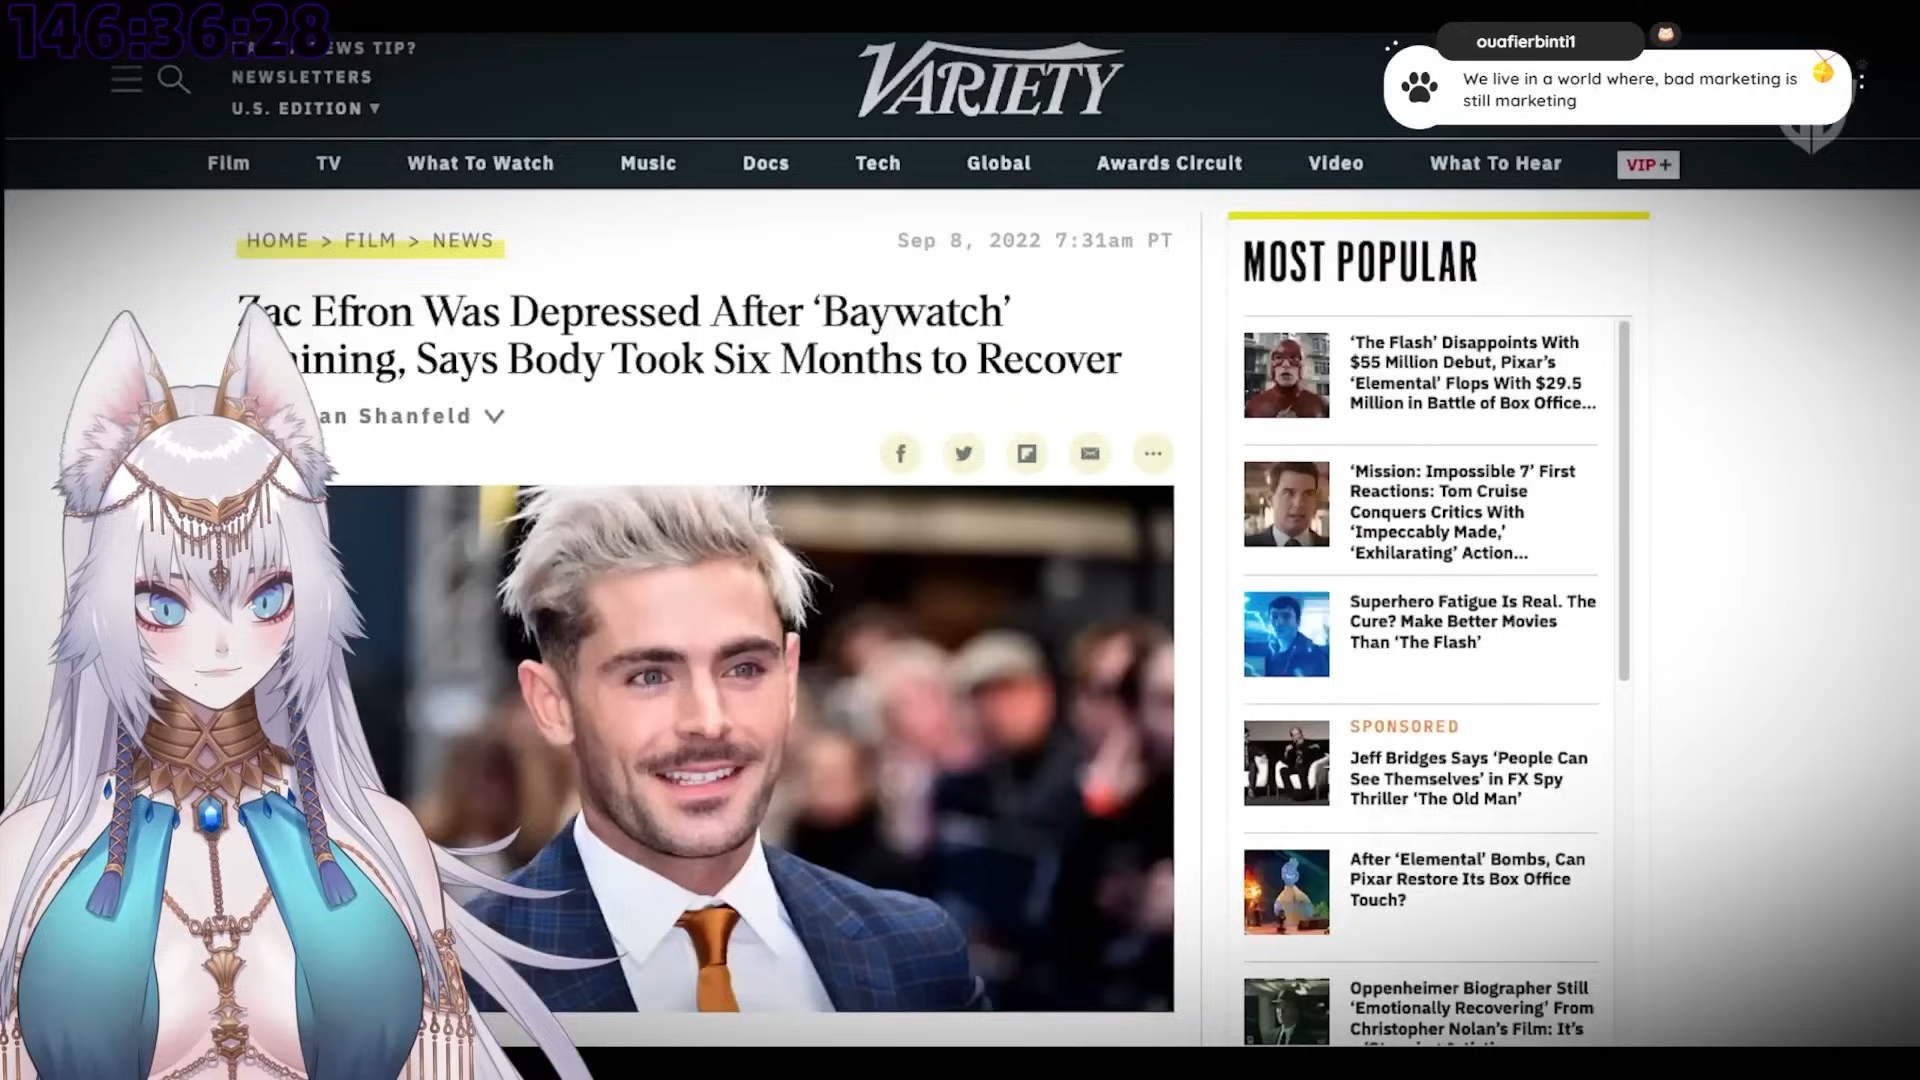 146:36:28
EWS TIP?
NEWSLETTERS
U.S. EDITION ▾
VARIETY
ouafierbinti1
We live in a world where, bad marketing is
still marketing
Film TV What To Watch Music Docs Tech Global Awards Circuit Video What To Hear VIP+
HOME > FILM > NEWS
Sep 8, 2022 7:31am PT
Zac Efron Was Depressed After ‘Baywatch’
ining, Says Body Took Six Months to Recover
an Shanfeld
MOST POPULAR
‘The Flash’ Disappoints With
$55 Million Debut, Pixar’s
‘Elemental’ Flops With $29.5
Million in Battle of Box Office...
‘Mission: Impossible 7’ First
Reactions: Tom Cruise
Conquers Critics With
‘Impeccably Made,’
‘Exhilarating’ Action...
Superhero Fatigue Is Real. The
Cure? Make Better Movies
Than ‘The Flash’
SPONSORED
Jeff Bridges Says ‘People Can
See Themselves’ in FX Spy
Thriller ‘The Old Man’
After ‘Elemental’ Bombs, Can
Pixar Restore Its Box Office
Touch?
Oppenheimer Biographer Still
‘Emotionally Recovering’ From
Christopher Nolan’s Film: It’s